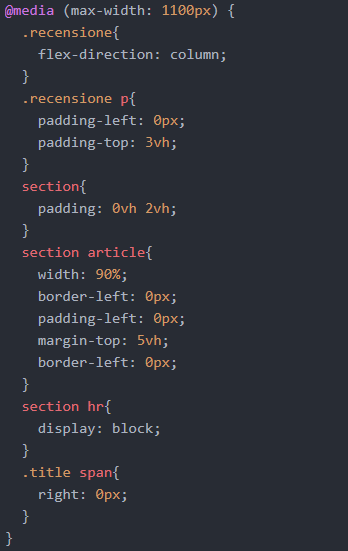 @media (max-width: 1100px) {
  .recensione{
    flex-direction: column;
  }
  .recensione p{
    padding-left: 0px;
    padding-top: 3vh;
  }
  section{
    padding: 0vh 2vh;
  }
  section article{
    width: 90%;
    border-left: 0px;
    padding-left: 0px;
    margin-top: 5vh;
    border-left: 0px;
  }
  section hr{
    display: block;
  }
  .title span{
    right: 0px;
  }
}